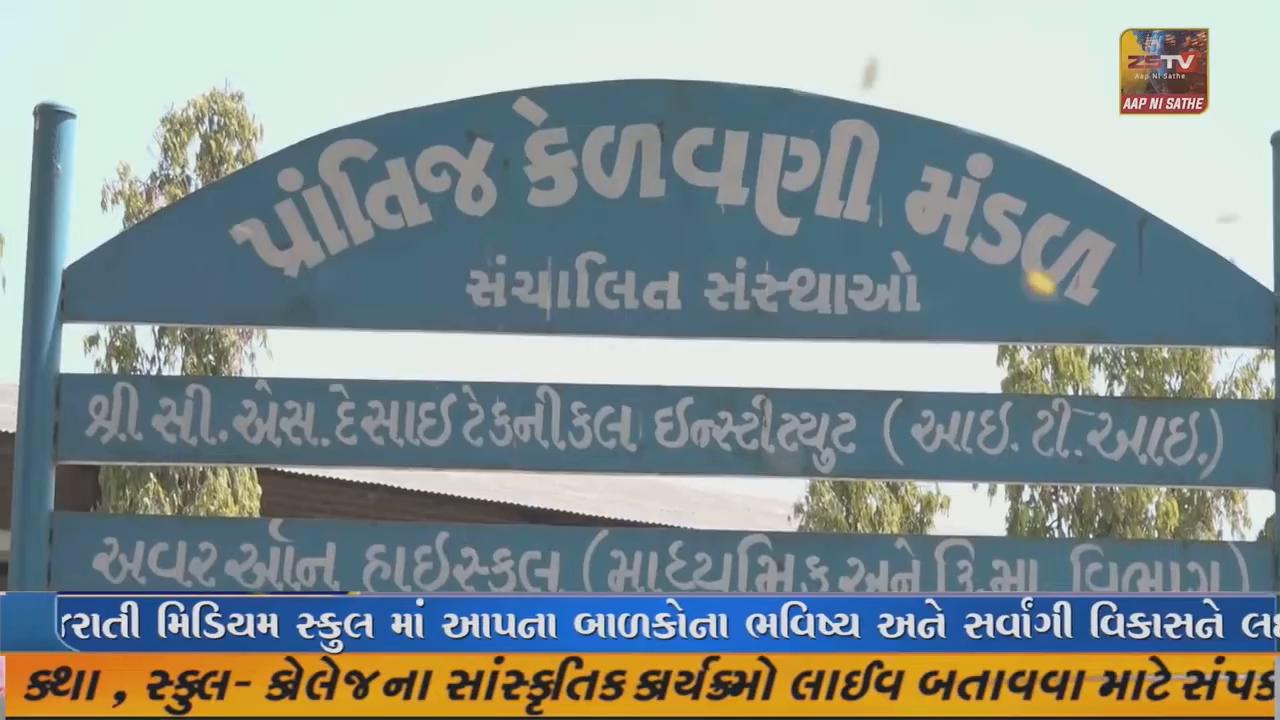 ZSTV
Aap Ni Sathe
AAP NI SATHE
પ્રાંતિજ કેળવણી મંડળ
સંચાલિત સંસ્થાઓ
શ્રી સી. એસ. દેસાઇ ટેકનીકલ ઇન્સ્ટીટ્યુટ (આઇ. ટી. આઇ.)
અવર ઑન હાઇસ્કૂલ (માધ્યમિક અને ઉ.મા. વિભાગ)
મિડિયમ સ્કુલ માં આપના બાળકોના ભવિષ્ય અને સર્વાંગી વિકાસને
કથા , સ્કુલ- કોલેજના સાંસ્કૃતિક કાર્યક્રમો લાઈવ બતાવવા માટે